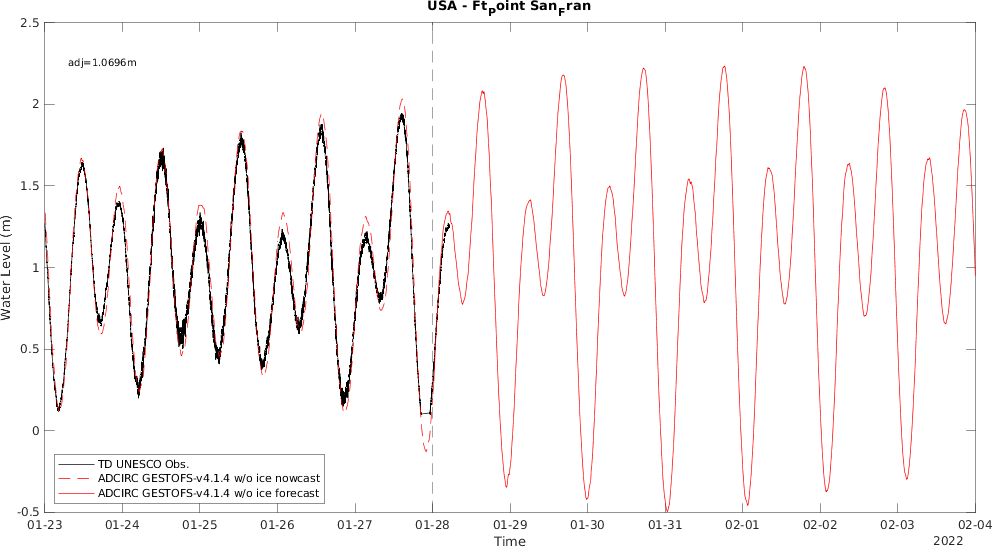 USA - Ft_Point San_Fran
2.5
2
1.5
1
0.5
0
-0.5
Water Level (m)
adj=1.0696m
TD UNESCO Obs.
ADCIRC GESTOFS-v4.1.4 w/o ice nowcast
ADCIRC GESTOFS-v4.1.4 w/o ice forecast
01-23 01-24 01-25 01-26 01-27 01-28 01-29 01-30 01-31 02-01 02-02 02-03 02-04
Time
2022